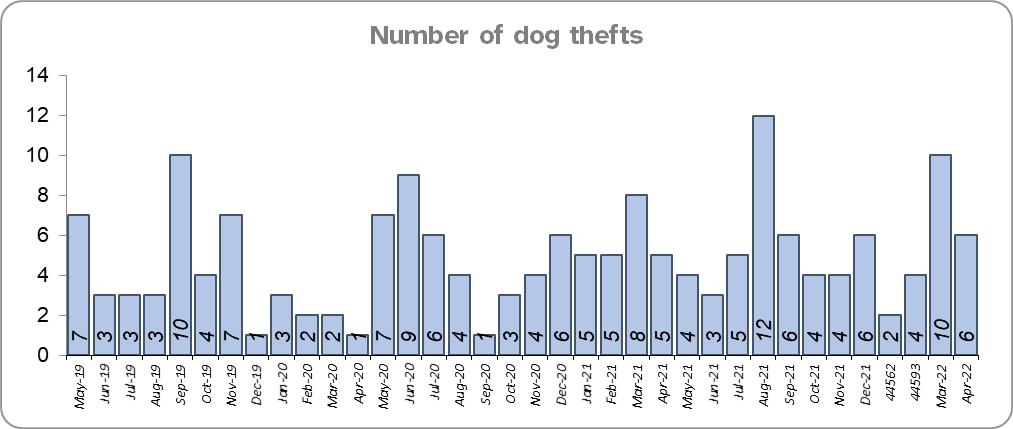 Number of dog thefts
14
12
10
8
6
4
2
0
7 3 3 3 10 4 7 1 3 2 2 1 7 9 6 4 1 3 4 6 5 5 8 5 4 3 5 12 6 4 4 6 2 4 10 6
May-19 Jun-19 Jul-19 Aug-19 Sep-19 Oct-19 Nov-19 Dec-19 Jan-20 Feb-20 Mar-20 Apr-20 May-20 Jun-20 Jul-20 Aug-20 Sep-20 Oct-20 Nov-20 Dec-20 Jan-21 Feb-21 Mar-21 Apr-21 May-21 Jun-21 Jul-21 Aug-21 Sep-21 Oct-21 Nov-21 Dec-21 44562 44593 Mar-22 Apr-22